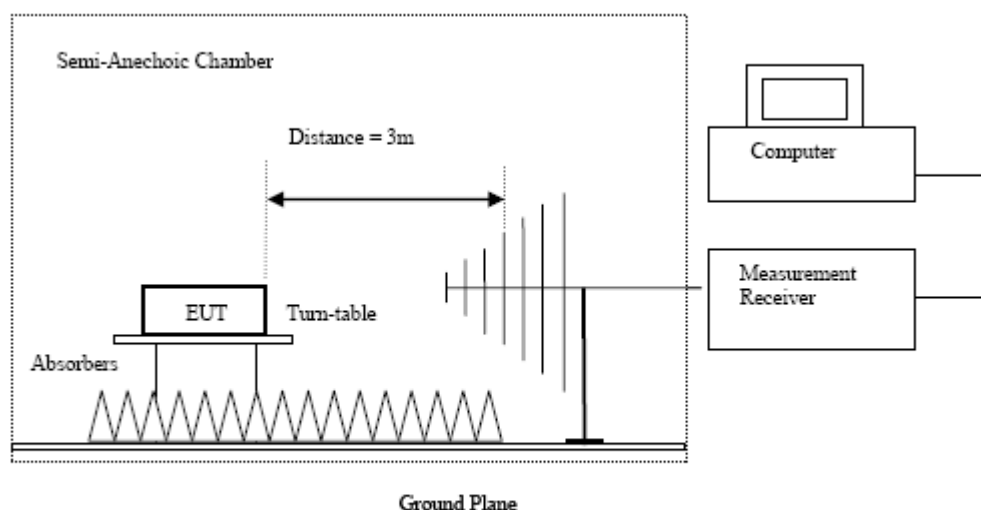 Semi-Anechoic Chamber
Distance = 3m
Computer
Measurement
Receiver
EUT
Turn-table
Absorbers
Ground Plane